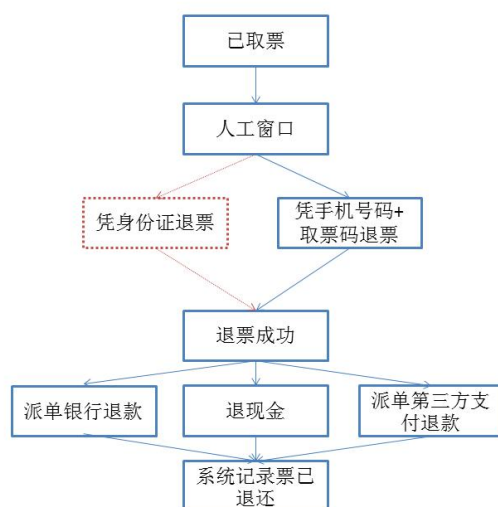 已取票
人工窗口
凭身份证退票
凭手机号码+
取票码退票
退票成功
派单银行退款
退现金
派单第三方支
付退款
系统记录票已
退还